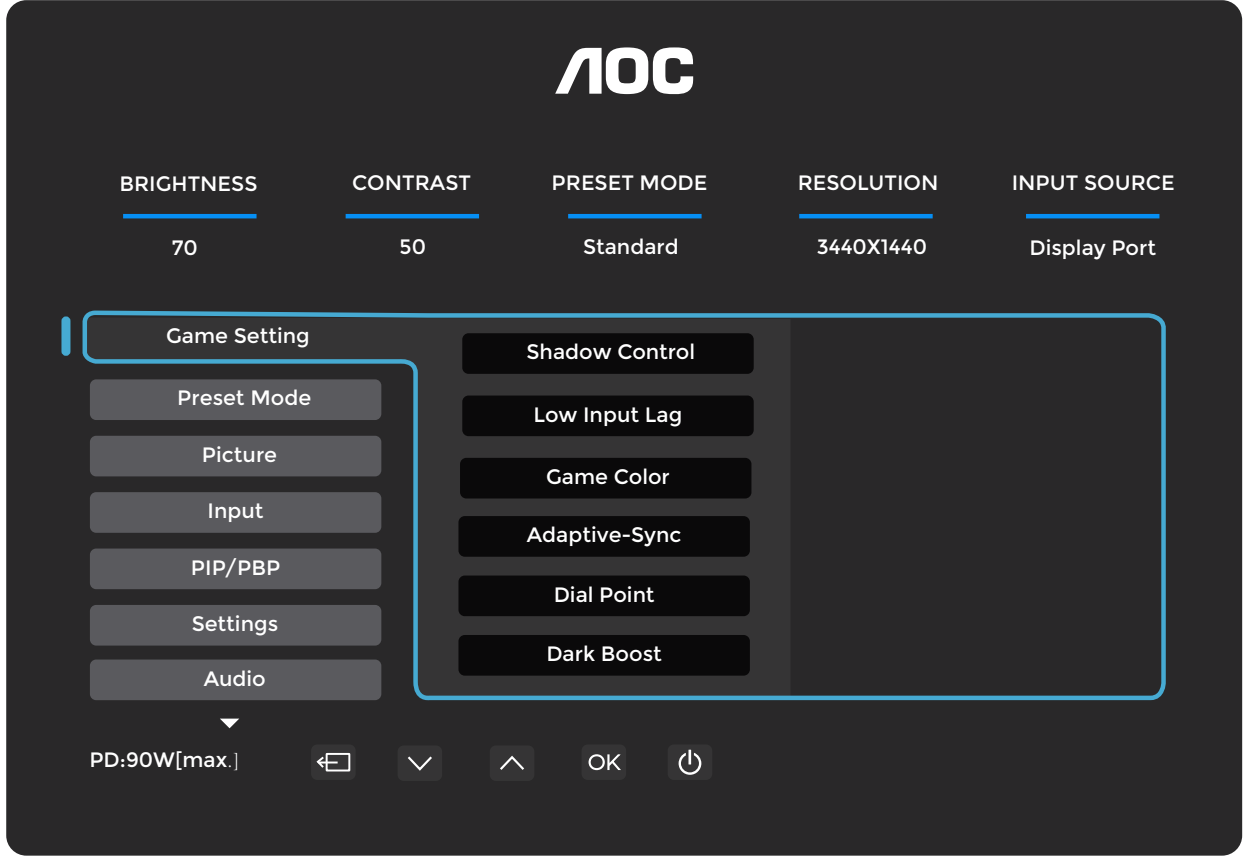 AOC
BRIGHTNESS CONTRAST PRESET MODE RESOLUTION INPUT SOURCE
70 50 Standard 3440X1440 Display Port
Game Setting
Preset Mode
Picture
Input
PIP/PBP
Settings
Audio
Shadow Control
Low Input Lag
Game Color
Adaptive-Sync
Dial Point
Dark Boost
PD:90W[max.] OK